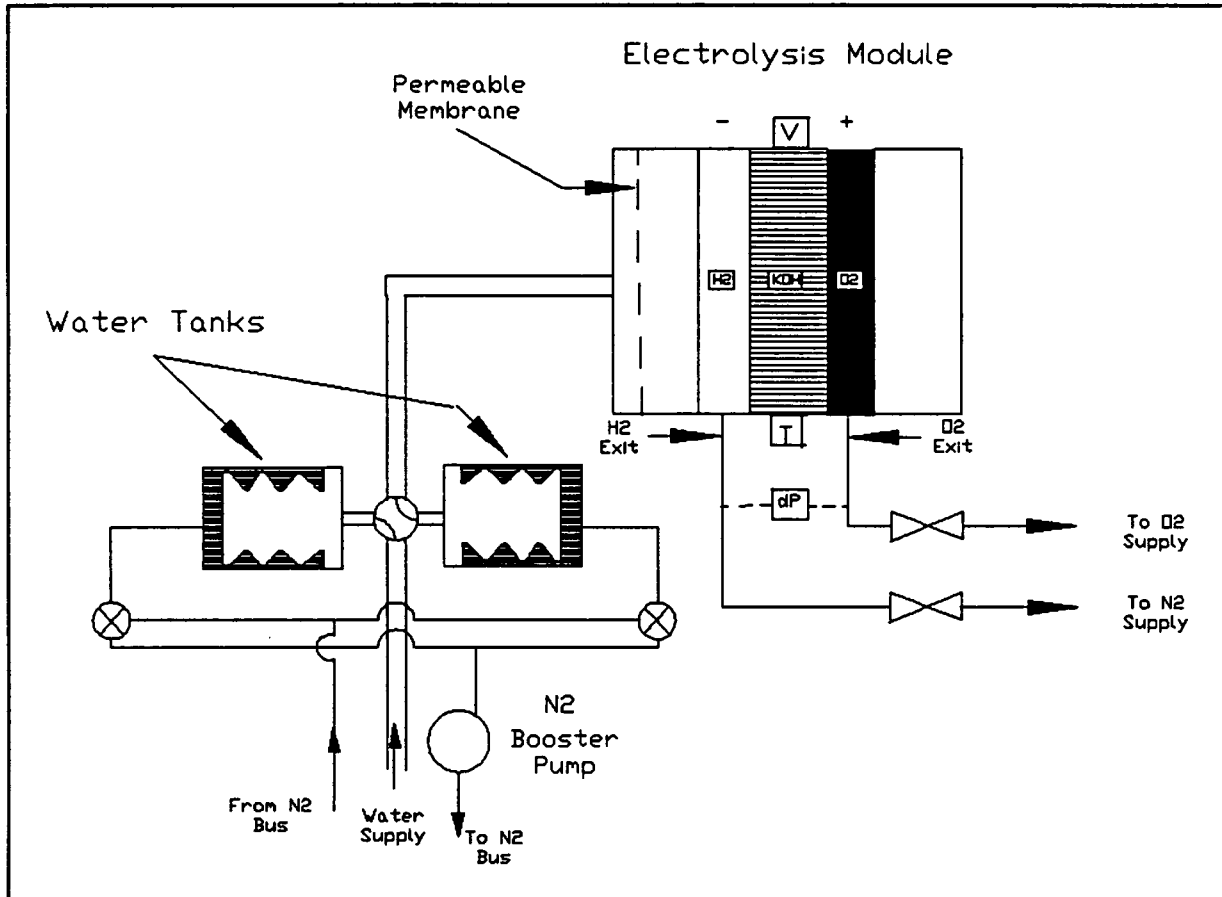 Electrolysis Module
Permeable
Membrane
- V +
H2 KOH O2
Water Tanks
H2
Exit
T
O2
Exit
dP
To O2
Supply
To N2
Supply
N2
Booster
Pump
From N2
Bus
Water
Supply
To N2
Bus